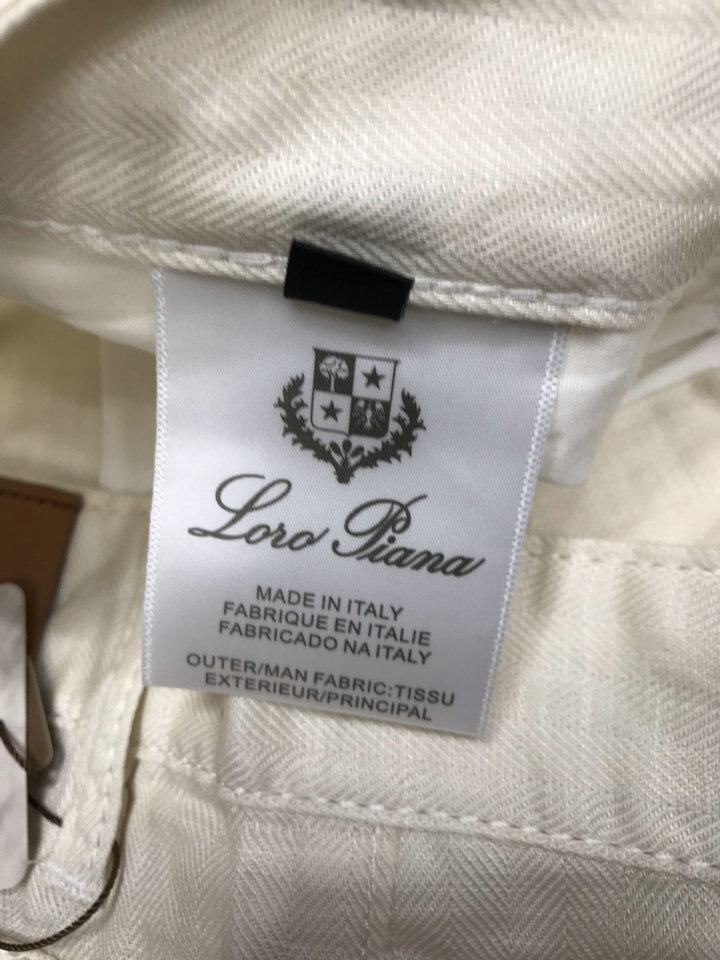 Loro Piana
MADE IN ITALY
FABRIQUE EN ITALIE
FABRICADO NA ITALY
OUTER/MAN FABRIC:TISSU
EXTERIEUR/PRINCIPAL